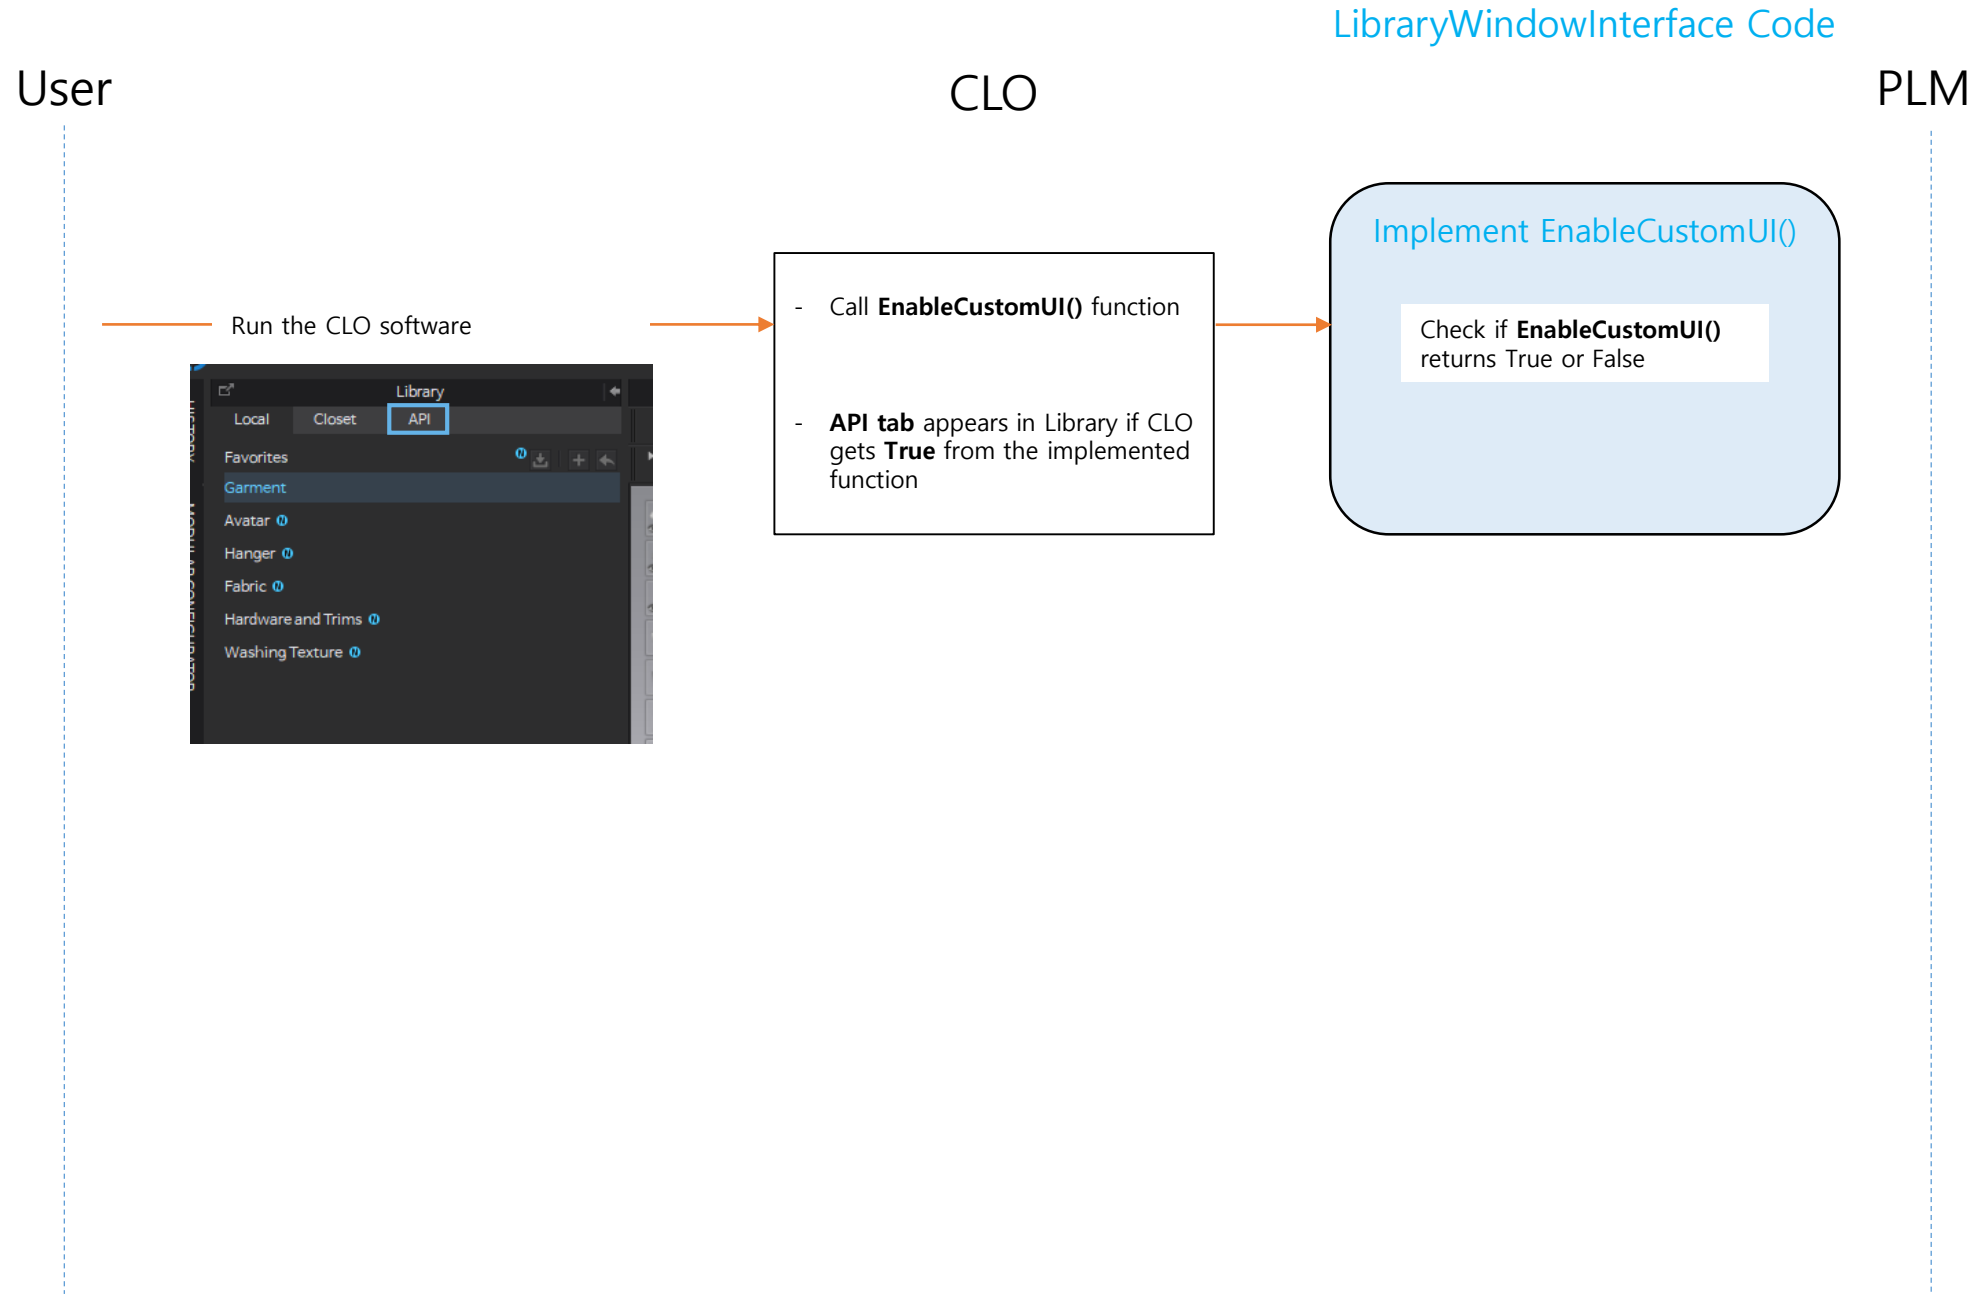 LibraryWindowInterface Code
User
CLO
PLM
Implement EnableCustomUI()
- Call EnableCustomUI() function
Run the CLO software
Check if EnableCustomUI()
returns True or False
- API tab appears in Library if CLO
gets True from the implemented
function
Library
Local Closet API
Favorites
Garment
Avatar
Hanger
Fabric
Hardware and Trims
Washing Texture